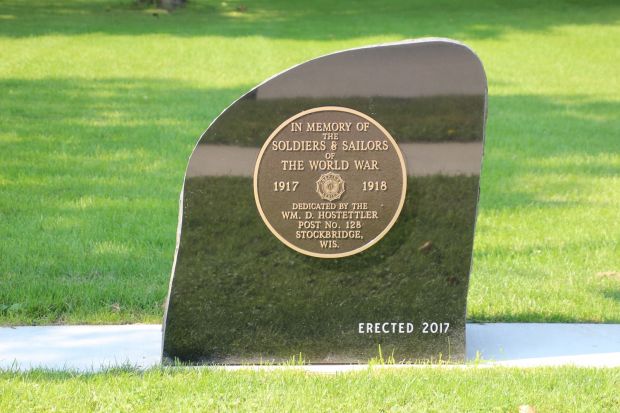 IN MEMORY OF
THE
SOLDIERS & SAILORS
OF
THE WORLD WAR
1917 1918
DEDICATED BY THE
WM. D. HOSTETTLER
POST NO. 128
STOCKBRIDGE,
WIS.
ERECTED 2017